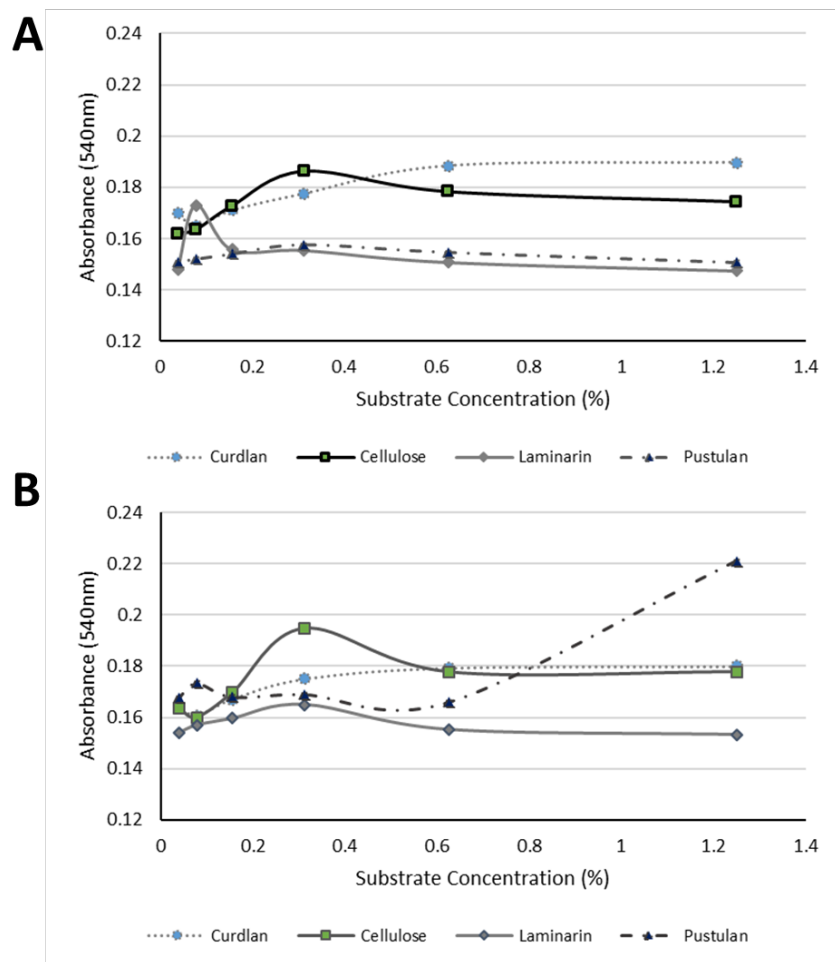 A
0.24
0.22
0.2
0.18
0.16
0.14
0.12
Absorbance (540nm)
0 0.2 0.4 0.6 0.8 1 1.2 1.4
Substrate Concentration (%)
Curdlan Cellulose Laminarin Pustulan
B
0.24
0.22
0.2
0.18
0.16
0.14
0.12
Absorbance (540nm)
0 0.2 0.4 0.6 0.8 1 1.2 1.4
Substrate Concentration (%)
Curdlan Cellulose Laminarin Pustulan